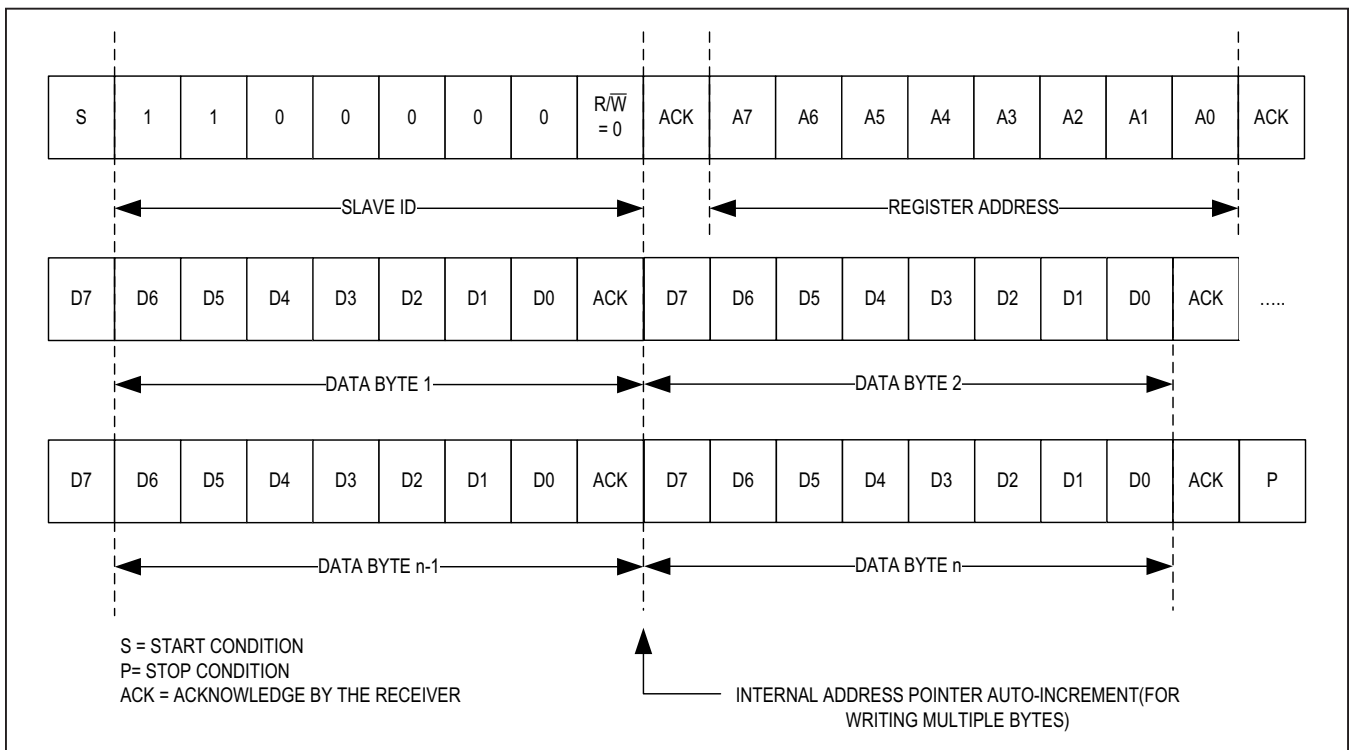 S 1 1 0 0 0 0 0 R/W̅ = 0 ACK A7 A6 A5 A4 A3 A2 A1 A0 ACK
SLAVE ID REGISTER ADDRESS
D7 D6 D5 D4 D3 D2 D1 D0 ACK D7 D6 D5 D4 D3 D2 D1 D0 ACK .....
DATA BYTE 1 DATA BYTE 2
D7 D6 D5 D4 D3 D2 D1 D0 ACK D7 D6 D5 D4 D3 D2 D1 D0 ACK P
DATA BYTE n-1 DATA BYTE n
S = START CONDITION
P= STOP CONDITION
ACK = ACKNOWLEDGE BY THE RECEIVER
INTERNAL ADDRESS POINTER AUTO-INCREMENT(FOR
WRITING MULTIPLE BYTES)